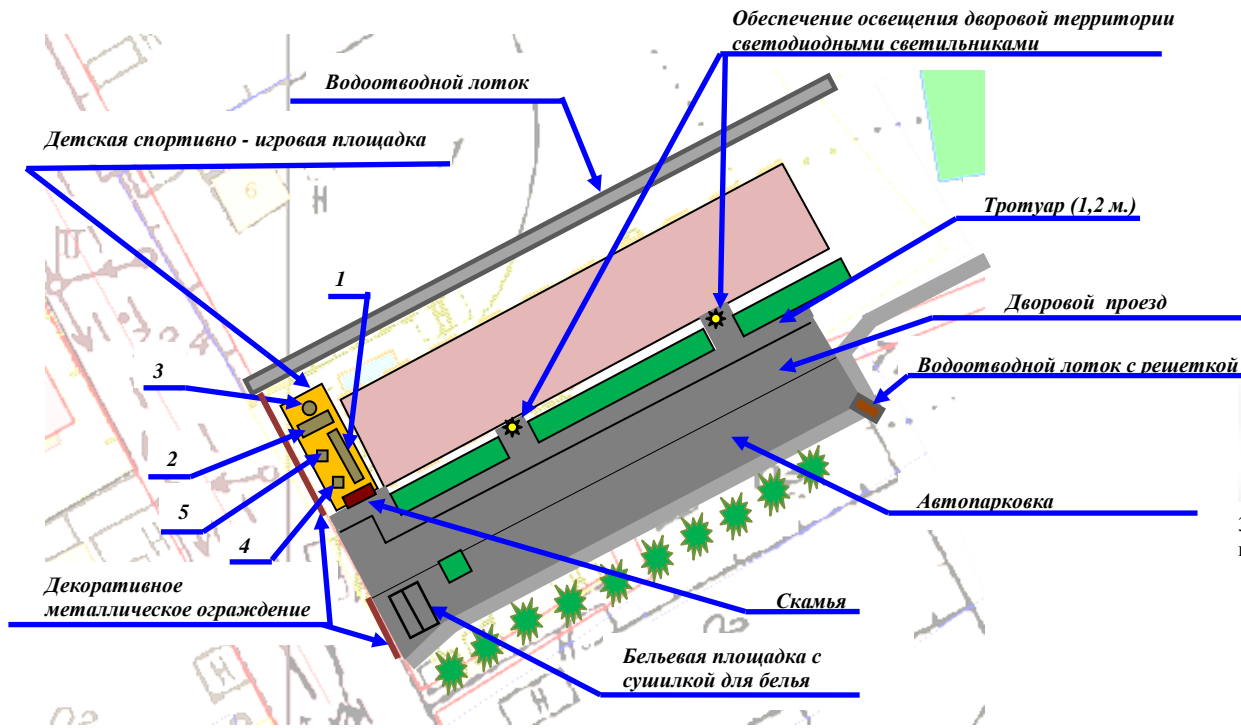 Обеспечение освещения дворовой территории
светодиодными светильниками
Водоотводной лоток
Детская спортивно - игровая площадка
6
Н
Тротуар (1,2 м.)
1
Дворовой проезд
3
Водоотводной лоток с решеткой
2
5
Автопарковка
4
Декоративное
металлическое ограждение
Скамья
Бельевая площадка с
сушилкой для белья
Н
Н